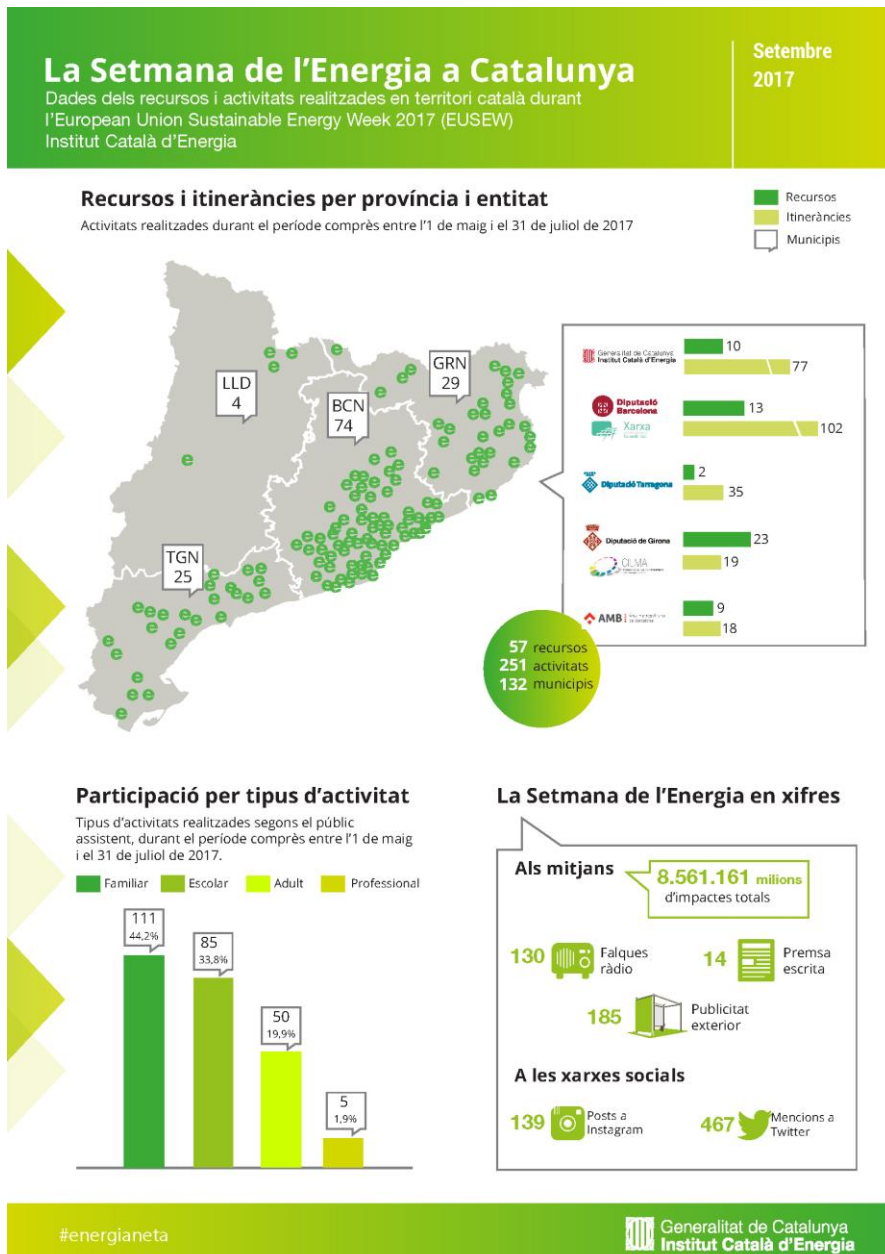 La Setmana de l'Energia a Catalunya
Dades dels recursos i activitats realitzades en territori català durant
l'European Union Sustainable Energy Week 2017 (EUSEW)
Institut Català d'Energia
Setembre
2017
Recursos i itineràncies per província i entitat
Activitats realitzades durant el període comprès entre l'1 de maig i el 31 de juliol de 2017
Recursos
Itineràncies
Municipis
LLD
4
BCN
74
GRN
29
TGN
25
Generalitat de Catalunya
Institut Català d'Energia
10
77
Diputació
Barcelona
Xarxa
13
102
Diputació Tarragona
2
35
Diputació de Girona
CILMA
23
19
AMB
9
18
57 recursos
251 activitats
132 municipis
Participació per tipus d'activitat
Tipus d'activitats realitzades segons el públic
assistent, durant el període comprès entre l'1 de maig
i el 31 de juliol de 2017.
Familiar
Escolar
Adult
Professional
111
44,2%
85
33,8%
50
19,9%
5
1,9%
La Setmana de l'Energia en xifres
Als mitjans
8.561.161 milions
d'impactes totals
130 Falques
ràdio
14 Premsa
escrita
185 Publicitat
exterior
A les xarxes socials
139 Posts a
Instagram
467 Mencions a
Twitter
#energianeta
Generalitat de Catalunya
Institut Català d'Energia